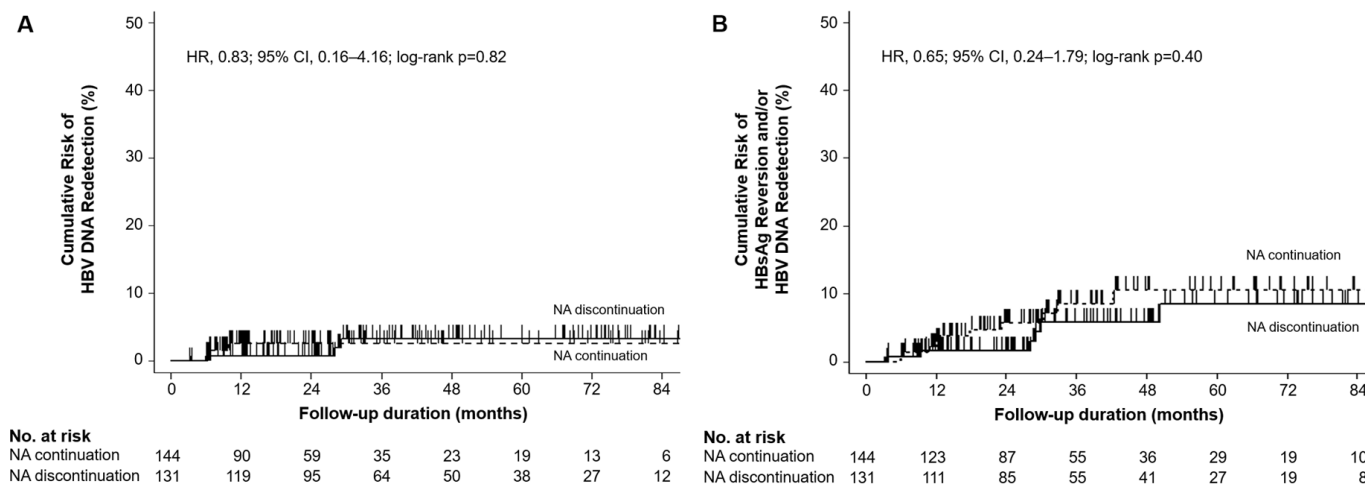 A
Cumulative Risk of
HBV DNA Redetection (%)
50
40
30
20
10
0
HR, 0.83; 95% CI, 0.16–4.16; log-rank p=0.82
NA discontinuation
NA continuation
0 12 24 36 48 60 72 84
Follow-up duration (months)
No. at risk
NA continuation 144 90 59 35 23 19 13 6
NA discontinuation 131 119 95 64 50 38 27 12
B
Cumulative Risk of
HBsAg Reversion and/or
HBV DNA Redetection (%)
50
40
30
20
10
0
HR, 0.65; 95% CI, 0.24–1.79; log-rank p=0.40
NA continuation
NA discontinuation
0 12 24 36 48 60 72 84
Follow-up duration (months)
No. at risk
NA continuation 144 123 87 55 36 29 19 10
NA discontinuation 131 111 85 55 41 27 19 8